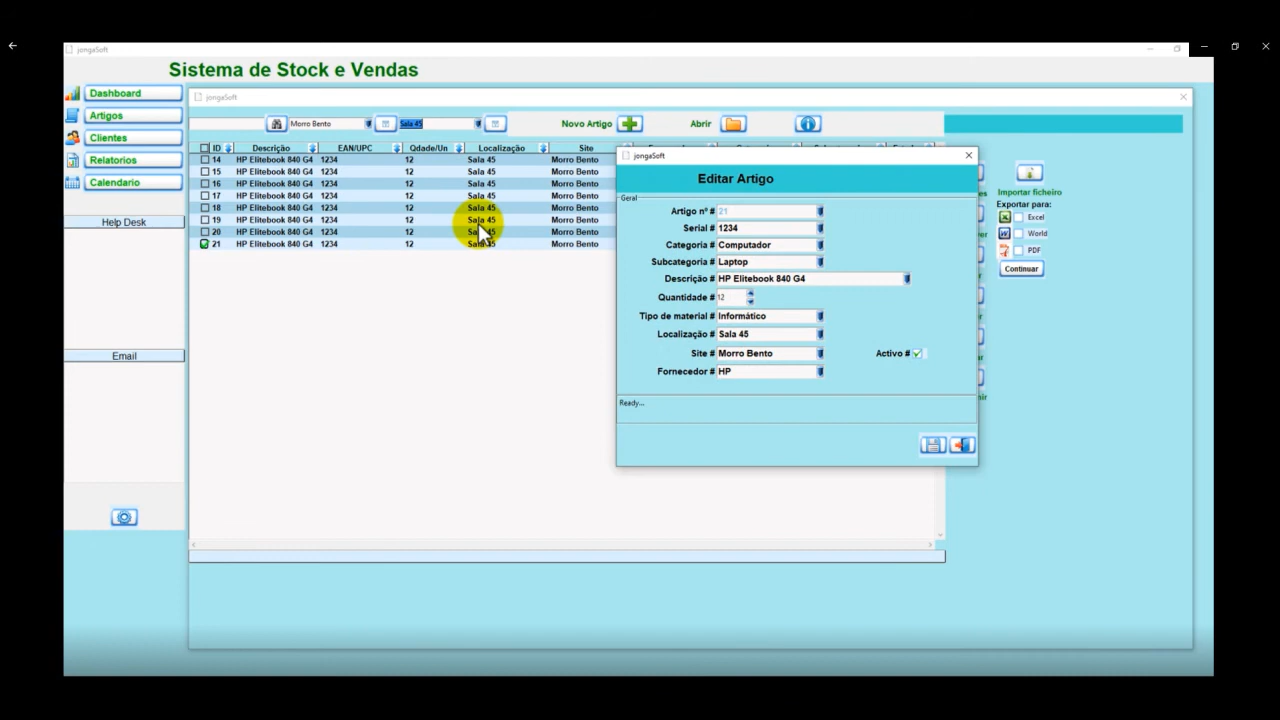 jongaSoft
Sistema de Stock e Vendas
Dashboard
Artigos
Clientes
Relatorios
Calendario
Help Desk
Email
jongaSoft
Morro Bento
Sala 45
Novo Artigo
Abrir
ID Descrição EAN/UPC Qdade/Un Localização Site
14 HP Elitebook 840 G4 1234 12 Sala 45 Morro Bento
15 HP Elitebook 840 G4 1234 12 Sala 45 Morro Bento
16 HP Elitebook 840 G4 1234 12 Sala 45 Morro Bento
17 HP Elitebook 840 G4 1234 12 Sala 45 Morro Bento
18 HP Elitebook 840 G4 1234 12 Sala 45 Morro Bento
19 HP Elitebook 840 G4 1234 12 Sala 45 Morro Bento
20 HP Elitebook 840 G4 1234 12 Sala 45 Morro Bento
21 HP Elitebook 840 G4 1234 12 Sala 45 Morro Bento
jongaSoft
Editar Artigo
Geral
Artigo nº # 21
Serial # 1234
Categoria # Computador
Subcategoria # Laptop
Descrição # HP Elitebook 840 G4
Quantidade # 12
Tipo de material # Informático
Localização # Sala 45
Site # Morro Bento
Activo #
Fornecedor # HP
Ready...
Importar ficheiro
Exportar para:
Excel
World
PDF
Continuar